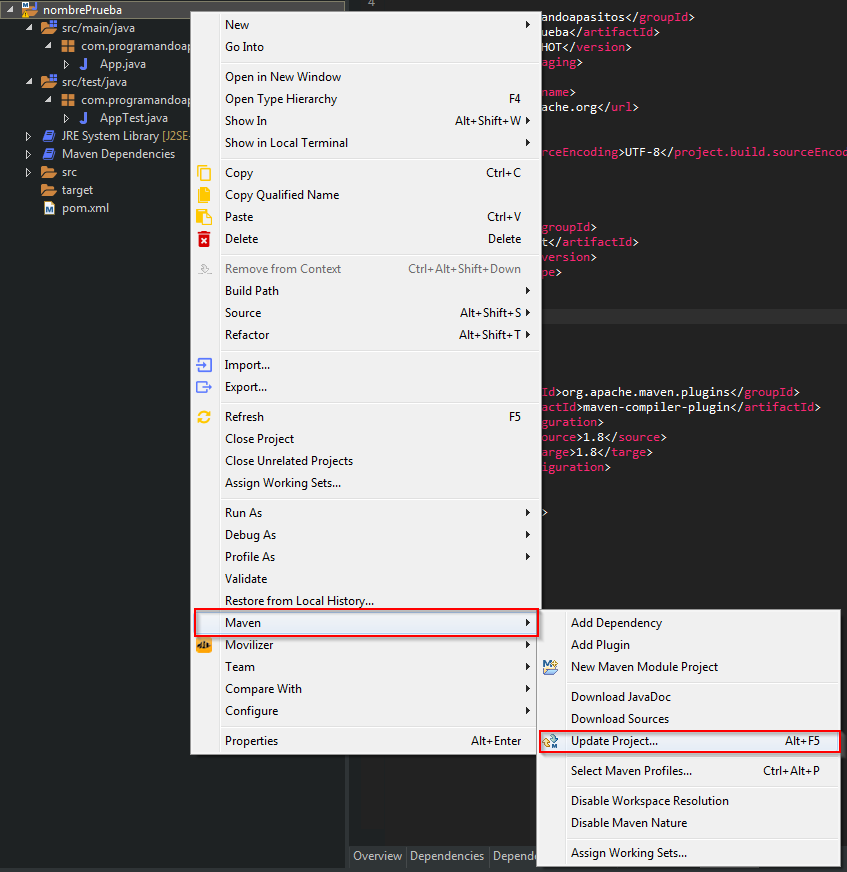 nombrePrueba
src/main/java
com.programandoap
App.java
src/test/java
com.programandoap
AppTest.java
JRE System Library [J2SE-
Maven Dependencies
src
target
pom.xml
New
Go Into
Open in New Window
Open Type Hierarchy F4
Show In Alt+Shift+W
Show in Local Terminal
Copy Ctrl+C
Copy Qualified Name
Paste Ctrl+V
Delete Delete
Remove from Context Ctrl+Alt+Shift+Down
Build Path
Source Alt+Shift+S
Refactor Alt+Shift+T
Import...
Export...
Refresh F5
Close Project
Close Unrelated Projects
Assign Working Sets...
Run As
Debug As
Profile As
Validate
Restore from Local History...
Maven
Movilizer
Team
Compare With
Configure
Properties Alt+Enter
4
andoapasitos</groupId>
ueba</artifactId>
HOT</version>
aging>
name>
ache.org</url>
rceEncoding>UTF-8</project.build.sourceEncod
groupId>
t</artifactId>
version>
pe>
Id>org.apache.maven.plugins</groupId>
actId>maven-compiler-plugin</artifactId>
guration>
ource>1.8</source>
arge>1.8</targe>
iguration>
>
Add Dependency
Add Plugin
New Maven Module Project
Download JavaDoc
Download Sources
Update Project... Alt+F5
Select Maven Profiles... Ctrl+Alt+P
Disable Workspace Resolution
Disable Maven Nature
Assign Working Sets...
Overview Dependencies Depende